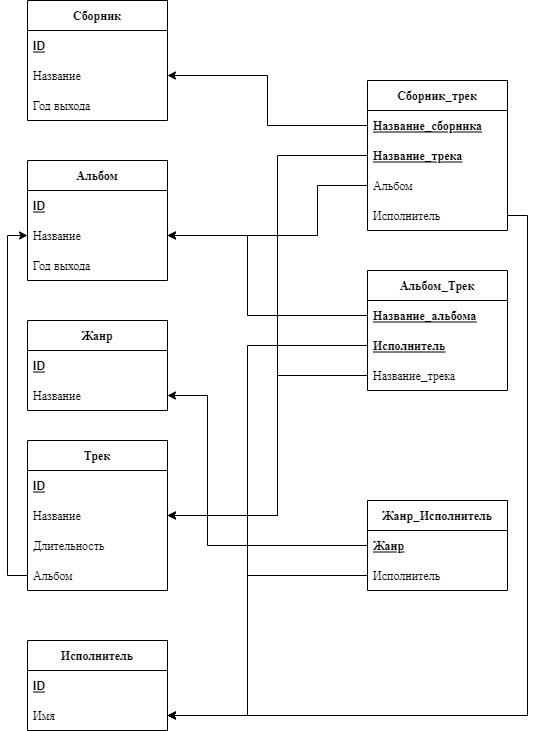 Сборник
ID
Название
Год выхода
Альбом
ID
Название
Год выхода
Жанр
ID
Название
Трек
ID
Название
Длительность
Альбом
Исполнитель
ID
Имя
Сборник_трек
Название_сборника
Название_трека
Альбом
Исполнитель
Альбом_Трек
Название_альбома
Исполнитель
Название_трека
Жанр_Исполнитель
Жанр
Исполнитель